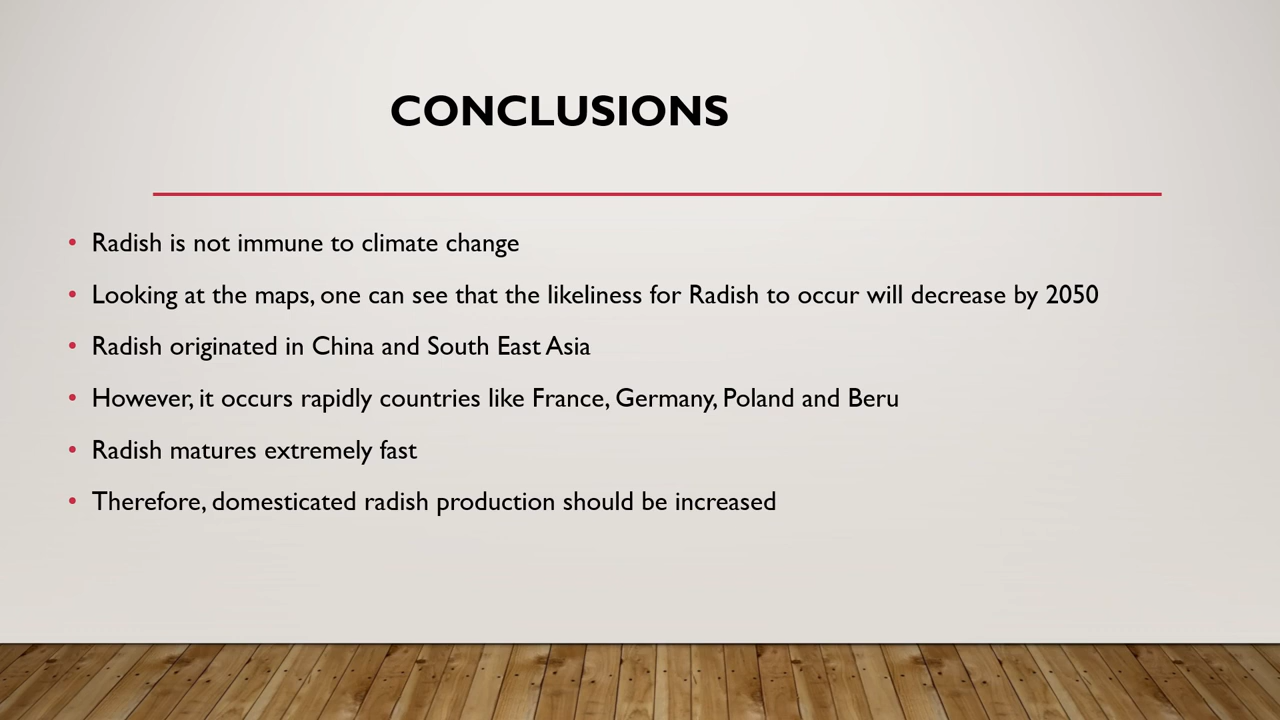 CONCLUSIONS
• Radish is not immune to climate change
• Looking at the maps, one can see that the likeliness for Radish to occur will decrease by 2050
• Radish originated in China and South East Asia
• However, it occurs rapidly countries like France, Germany, Poland and Beru
• Radish matures extremely fast
• Therefore, domesticated radish production should be increased